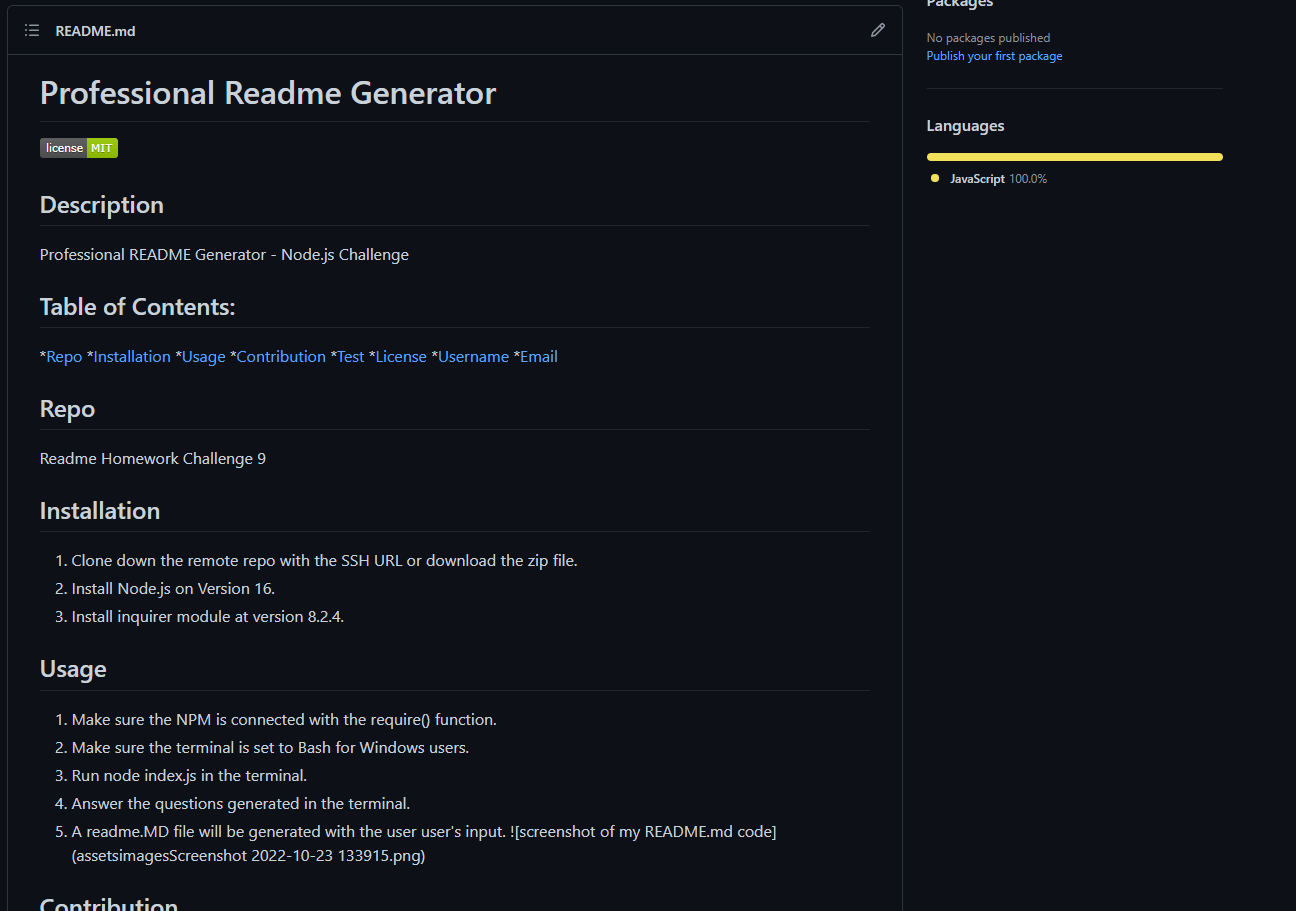 README.md
Professional Readme Generator
license MIT
Description
Professional README Generator - Node.js Challenge
Table of Contents:
*Repo *Installation *Usage *Contribution *Test *License *Username *Email
Repo
Readme Homework Challenge 9
Installation
1. Clone down the remote repo with the SSH URL or download the zip file.
2. Install Node.js on Version 16.
3. Install inquirer module at version 8.2.4.
Usage
1. Make sure the NPM is connected with the require() function.
2. Make sure the terminal is set to Bash for Windows users.
3. Run node index.js in the terminal.
4. Answer the questions generated in the terminal.
5. A readme.MD file will be generated with the user user's input. ![screenshot of my README.md code]
(assetsimagesScreenshot 2022-10-23 133915.png)
Contribution
Packages
No packages published
Publish your first package
Languages
JavaScript 100.0%